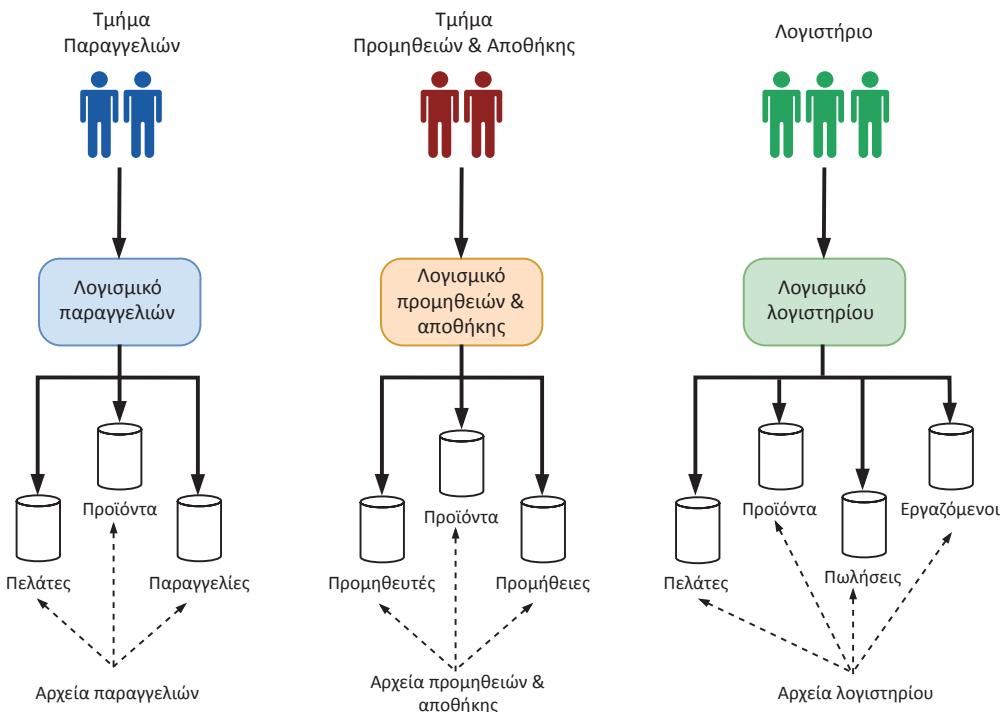 Τμήμα
Παραγγελιών
Τμήμα
Προμηθειών & Αποθήκης
Λογιστήριο
Λογισμικό
παραγγελιών
Λογισμικό
προμηθειών &
αποθήκης
Λογισμικό
λογιστηρίου
Προϊόντα
Πελάτες
Παραγγελίες
Προϊόντα
Προμηθευτές
Προμήθειες
Προϊόντα
Εργαζόμενοι
Πελάτες
Πωλήσεις
Αρχεία παραγγελιών
Αρχεία προμηθειών &
αποθήκης
Αρχεία λογιστηρίου